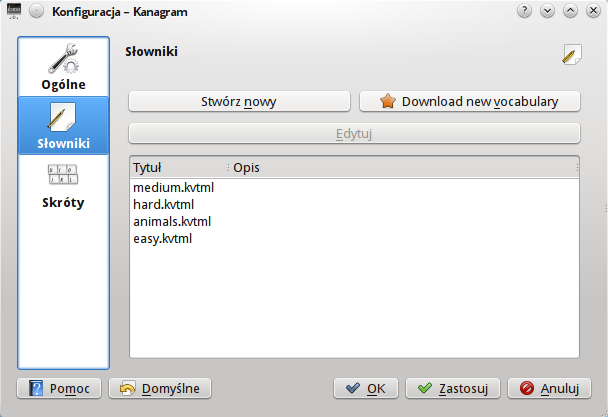 Konfiguracja – Kanagram
Ogólne
Słowniki
Skróty
Słowniki
Stwórz nowy
Download new vocabulary
Edytuj
Tytuł Opis
medium.kvtml
hard.kvtml
animals.kvtml
easy.kvtml
Pomoc
Domyślne
OK
Zastosuj
Anuluj